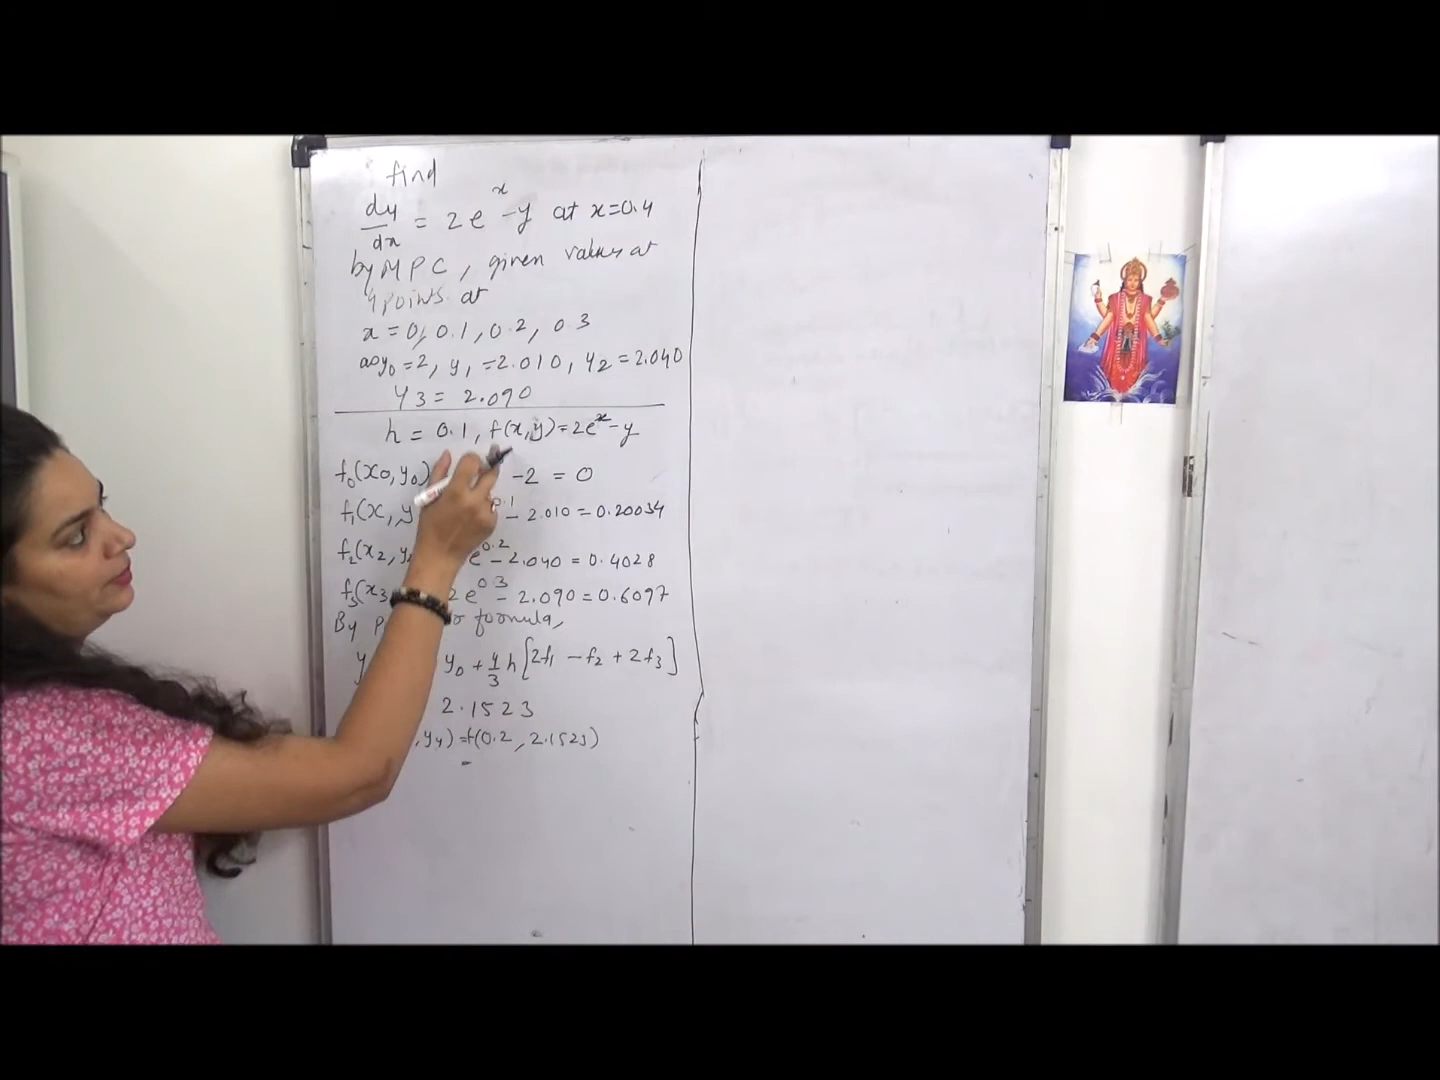 find
dy/dx = 2e^x - y at x=0.4
by MPC, given values at
4 points at
x = 0, 0.1, 0.2, 0.3
as y0 = 2, y1 = 2.010, y2 = 2.040
y3 = 2.090
h = 0.1, f(x,y) = 2e^x - y
f0(x0, y0) -2 = 0
f1(x, y 0.1 - 2.010 = 0.20034
f2(x2, y2 e^0.2 - 2.040 = 0.4028
f3(x3 2e^0.3 - 2.090 = 0.6097
By P formula,
y y0 + 4/3 h [2f1 - f2 + 2f3]
2.1523
, y4) = f(0.2, 2.1523)
-